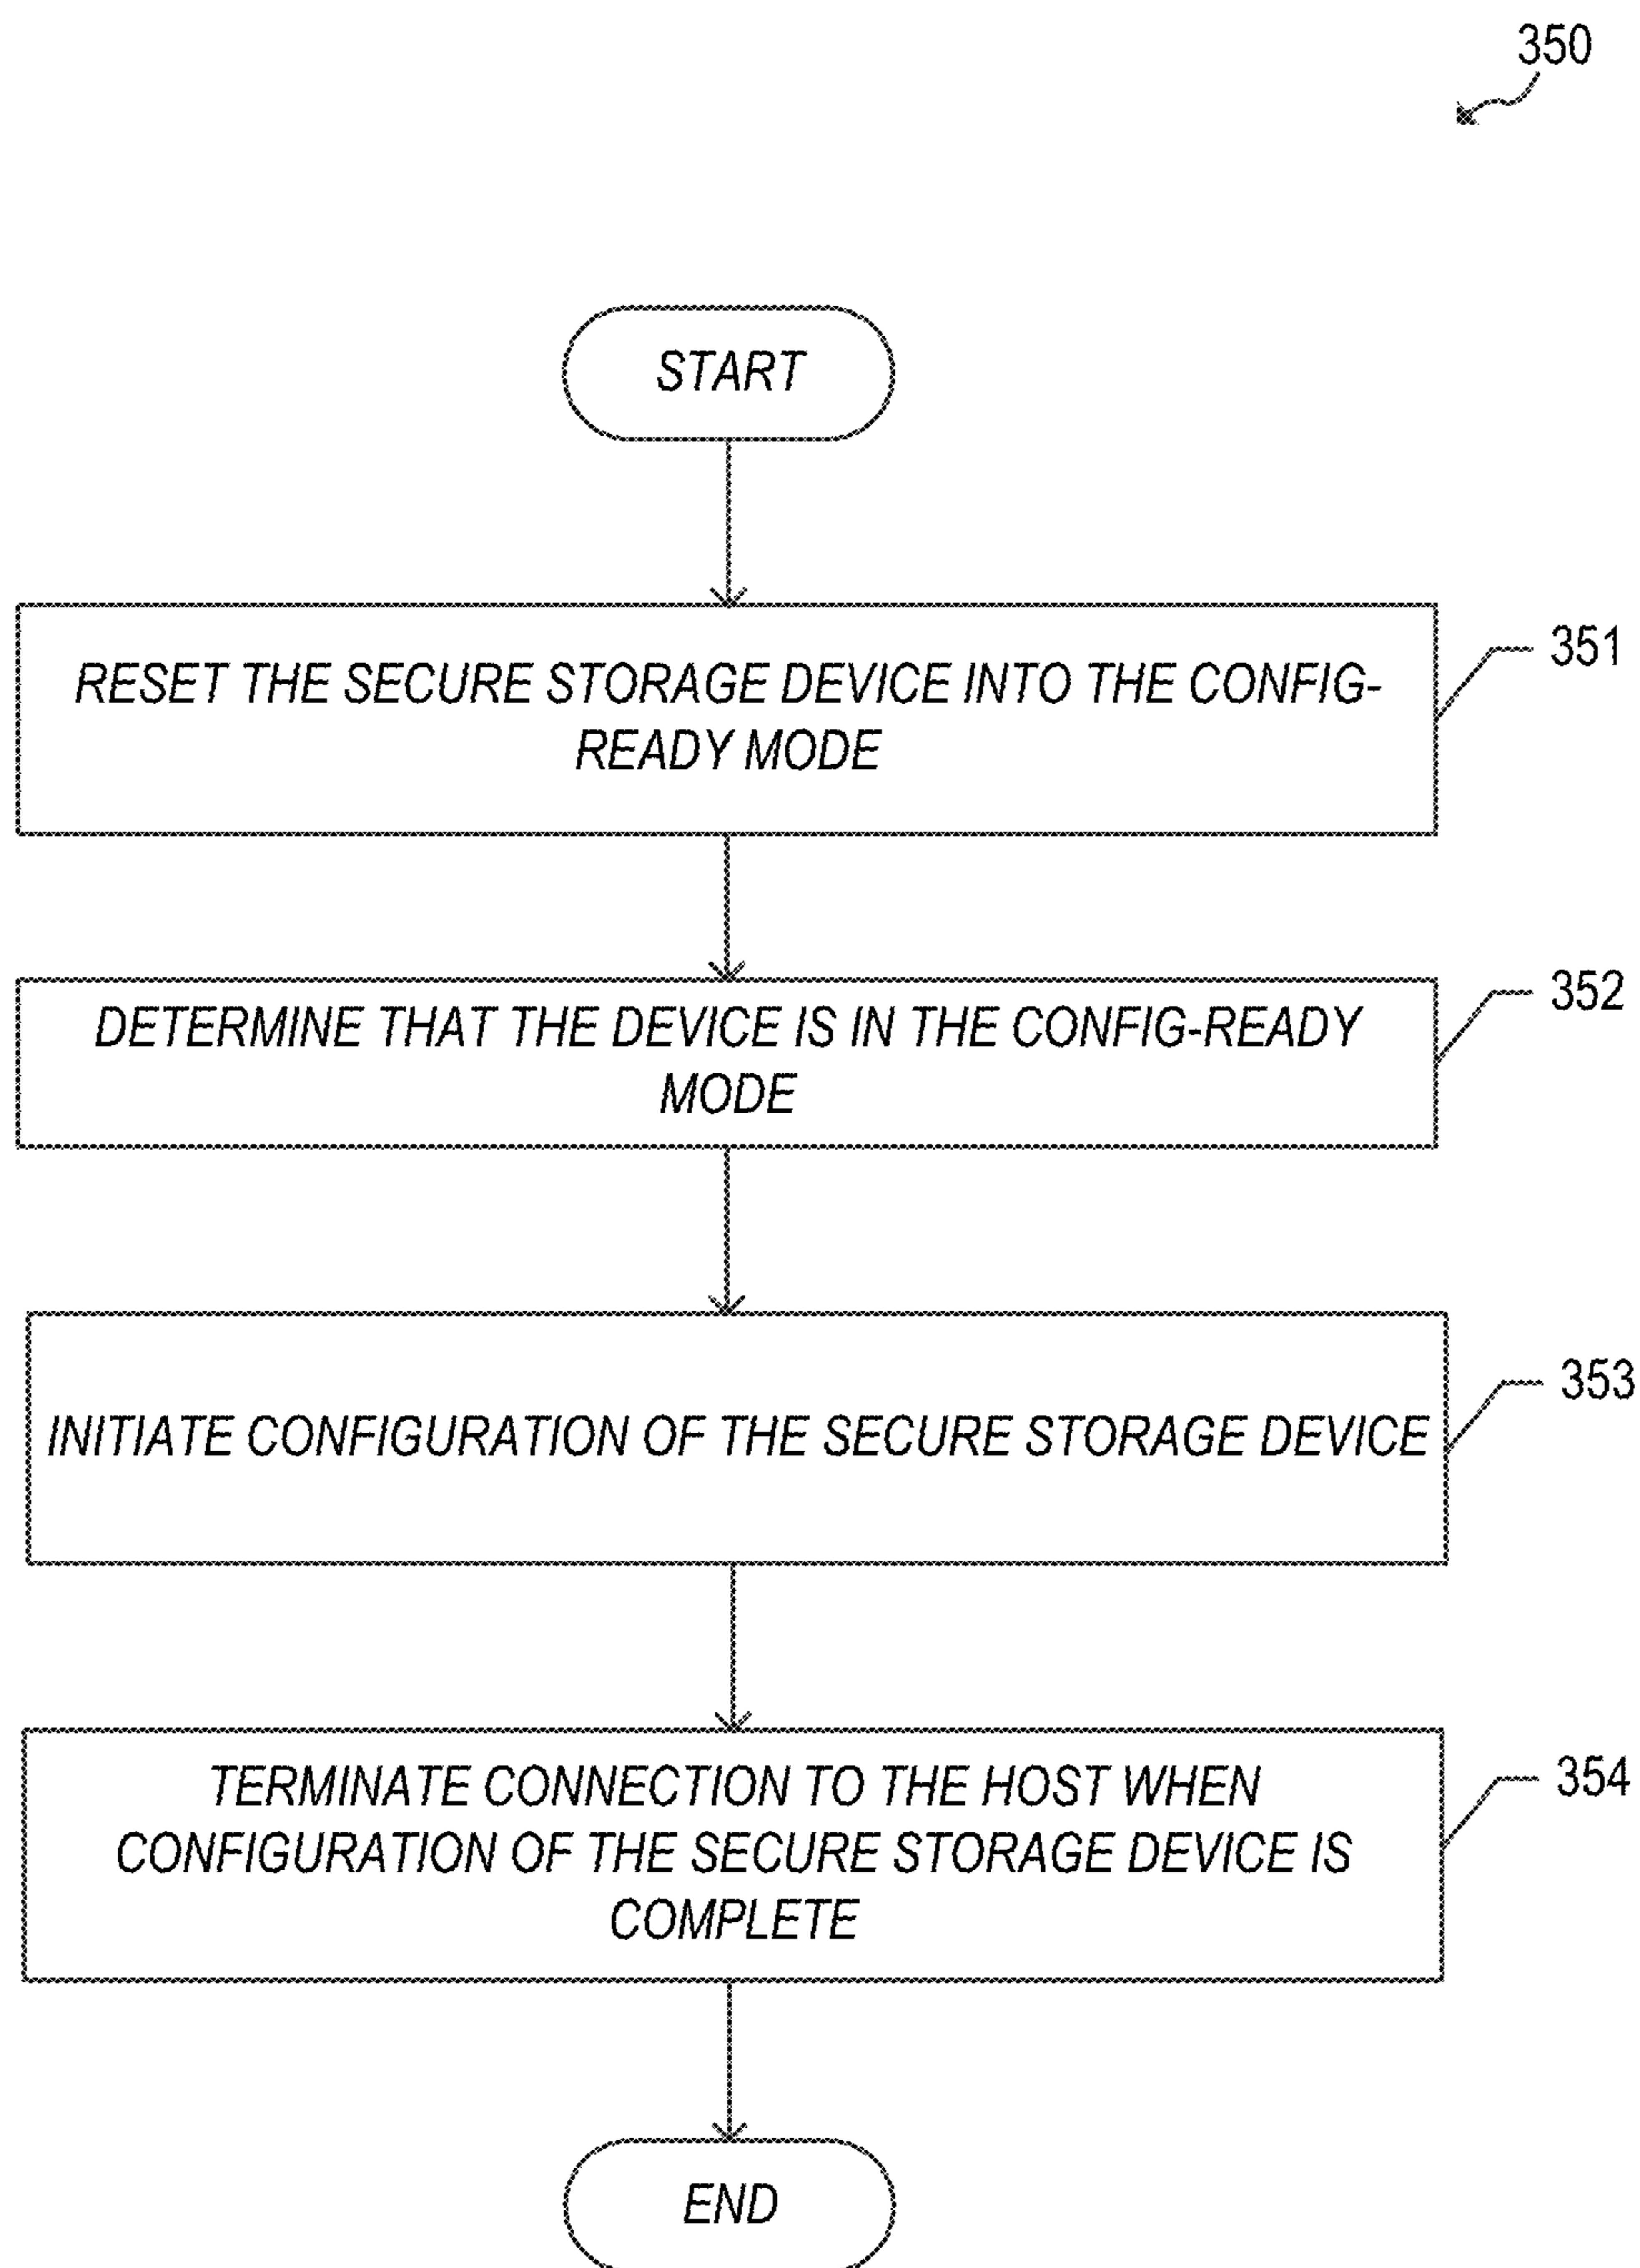 350
START
RESET THE SECURE STORAGE DEVICE INTO THE CONFIG-
READY MODE
351
DETERMINE THAT THE DEVICE IS IN THE CONFIG-READY
MODE
352
INITIATE CONFIGURATION OF THE SECURE STORAGE DEVICE
353
TERMINATE CONNECTION TO THE HOST WHEN
CONFIGURATION OF THE SECURE STORAGE DEVICE IS
COMPLETE
354
END